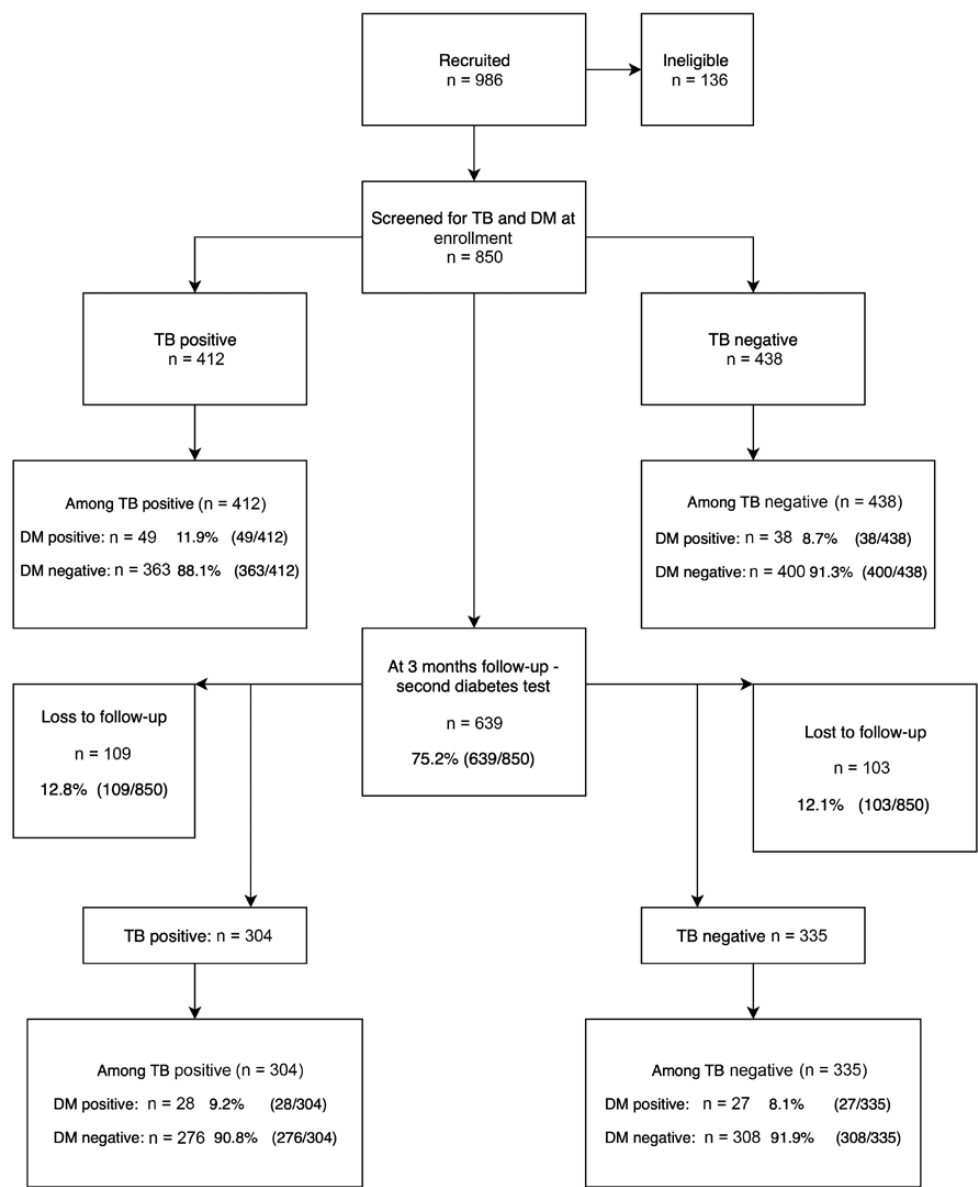 Recruited
n = 986
Ineligible
n = 136
Screened for TB and DM at
enrollment
n = 850
TB positive
n = 412
TB negative
n = 438
Among TB positive (n = 412)
DM positive: n = 49 11.9% (49/412)
DM negative: n = 363 88.1% (363/412)
Among TB negative (n = 438)
DM positive: n = 38 8.7% (38/438)
DM negative: n = 400 91.3% (400/438)
At 3 months follow-up -
second diabetes test
n = 639
75.2% (639/850)
Loss to follow-up
n = 109
12.8% (109/850)
Lost to follow-up
n = 103
12.1% (103/850)
TB positive: n = 304
TB negative n = 335
Among TB positive (n = 304)
DM positive: n = 28 9.2% (28/304)
DM negative: n = 276 90.8% (276/304)
Among TB negative (n = 335)
DM positive: n = 27 8.1% (27/335)
DM negative: n = 308 91.9% (308/335)